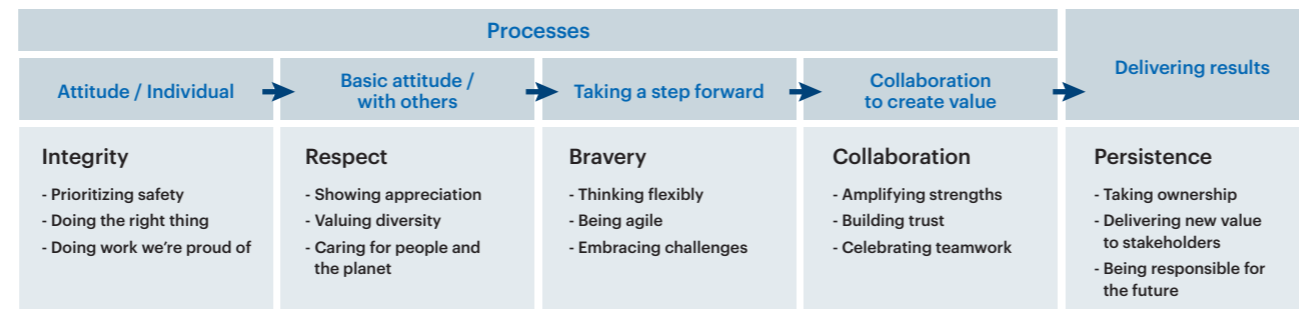 Processes
Attitude / Individual
Basic attitude /
with others
Taking a step forward
Collaboration
to create value
Delivering results
Integrity
- Prioritizing safety
- Doing the right thing
- Doing work we're proud of
Respect
- Showing appreciation
- Valuing diversity
- Caring for people and
the planet
Bravery
- Thinking flexibly
- Being agile
- Embracing challenges
Collaboration
- Amplifying strengths
- Building trust
- Celebrating teamwork
Persistence
- Taking ownership
- Delivering new value
to stakeholders
- Being responsible for
the future